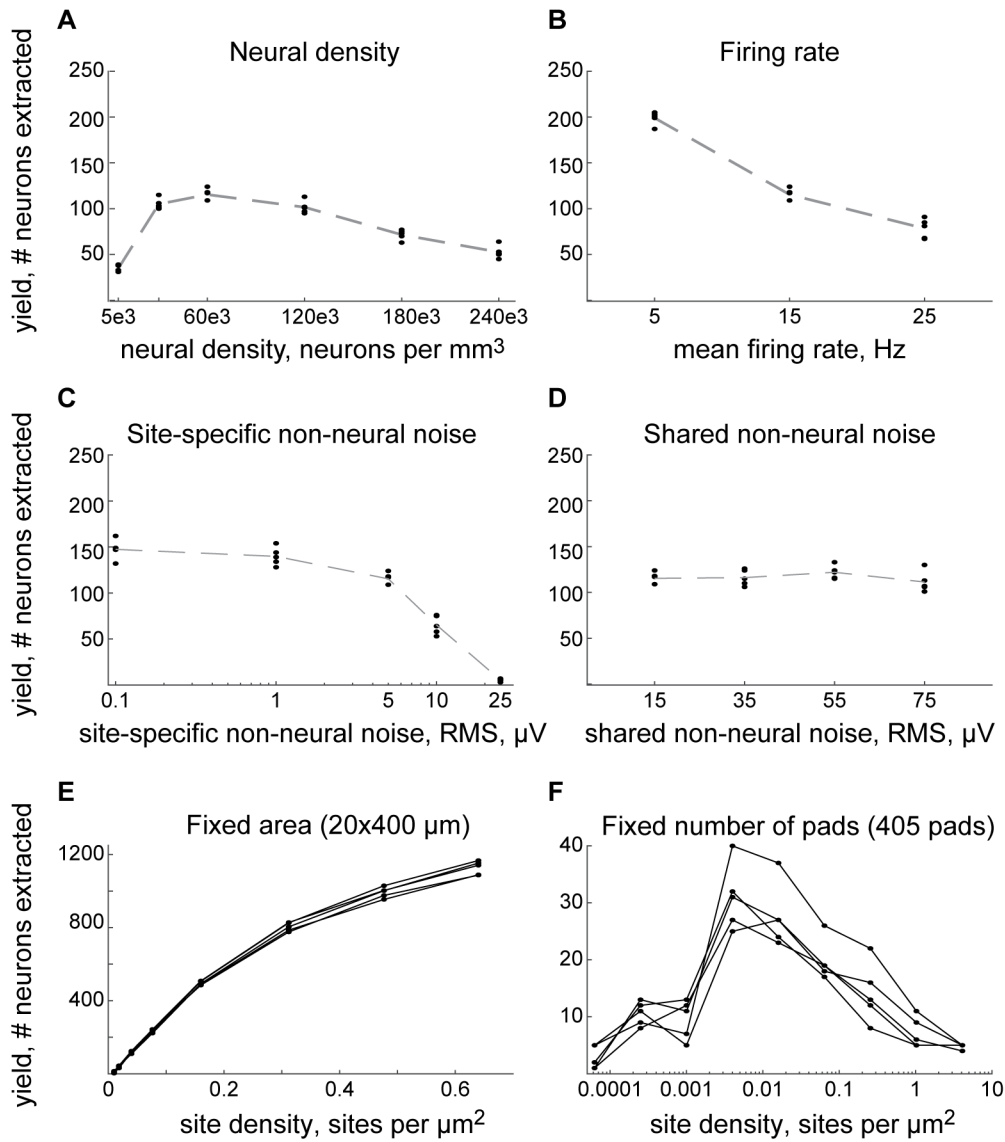 A
Neural density
250
200
150
100
50
5e3 60e3 120e3 180e3 240e3
neural density, neurons per mm³
yield, # neurons extracted
B
Firing rate
250
200
150
100
50
5 15 25
mean firing rate, Hz
C
Site-specific non-neural noise
250
200
150
100
50
0.1 1 5 10 25
site-specific non-neural noise, RMS, µV
yield, # neurons extracted
D
Shared non-neural noise
250
200
150
100
50
15 35 55 75
shared non-neural noise, RMS, µV
E
Fixed area (20x400 µm)
1200
800
400
0 0.2 0.4 0.6
site density, sites per µm²
yield, # neurons extracted
F
Fixed number of pads (405 pads)
40
30
20
10
0.0001 0.001 0.01 0.1 1 10
site density, sites per µm²